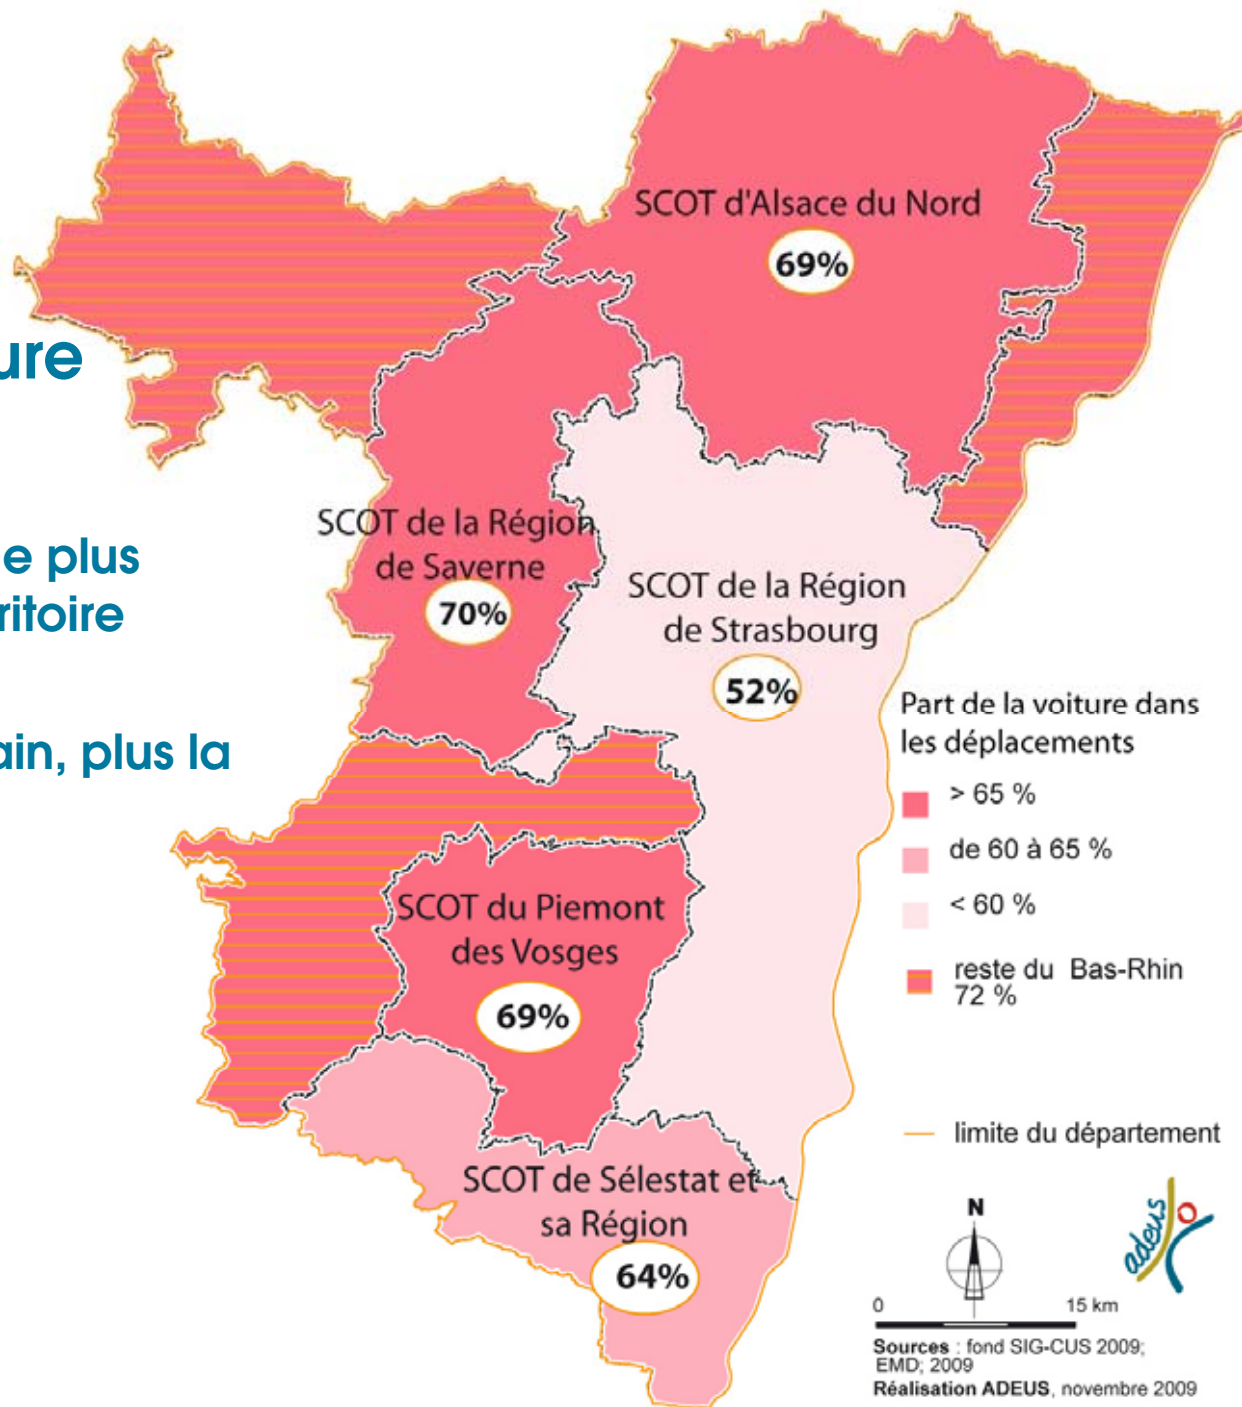 ure
e plus
ritoire
ain, plus la
SCOT d'Alsace du Nord
69%
SCOT de la Région
de Saverne
70%
SCOT de la Région
de Strasbourg
52%
SCOT du Piemont
des Vosges
69%
SCOT de Sélestat et
sa Région
64%
Part de la voiture dans
les déplacements
> 65 %
de 60 à 65 %
< 60 %
reste du Bas-Rhin
72 %
limite du département
N
adeus
0 15 km
Sources : fond SIG-CUS 2009;
EMD; 2009
Réalisation ADEUS, novembre 2009